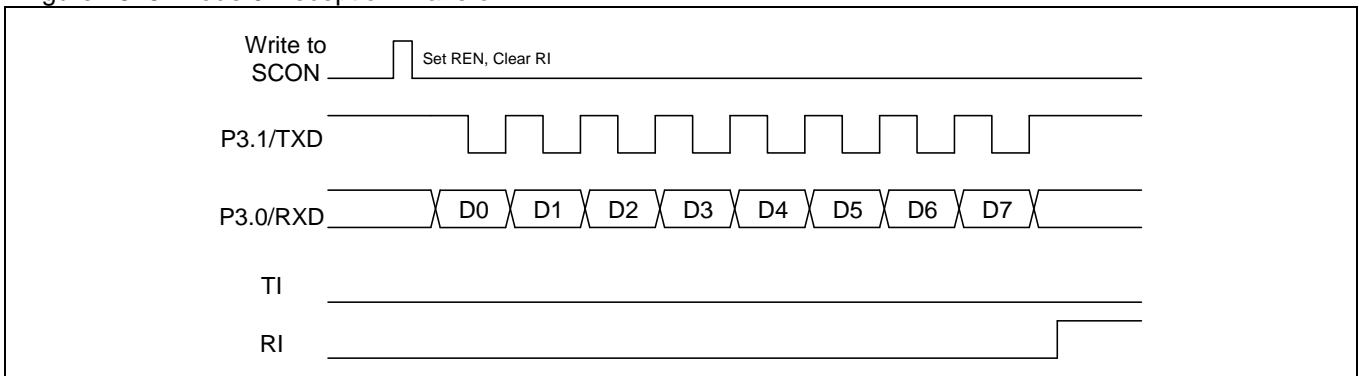 Write to
SCON
Set REN, Clear RI
P3.1/TXD
P3.0/RXD
D0 D1 D2 D3 D4 D5 D6 D7
TI
RI